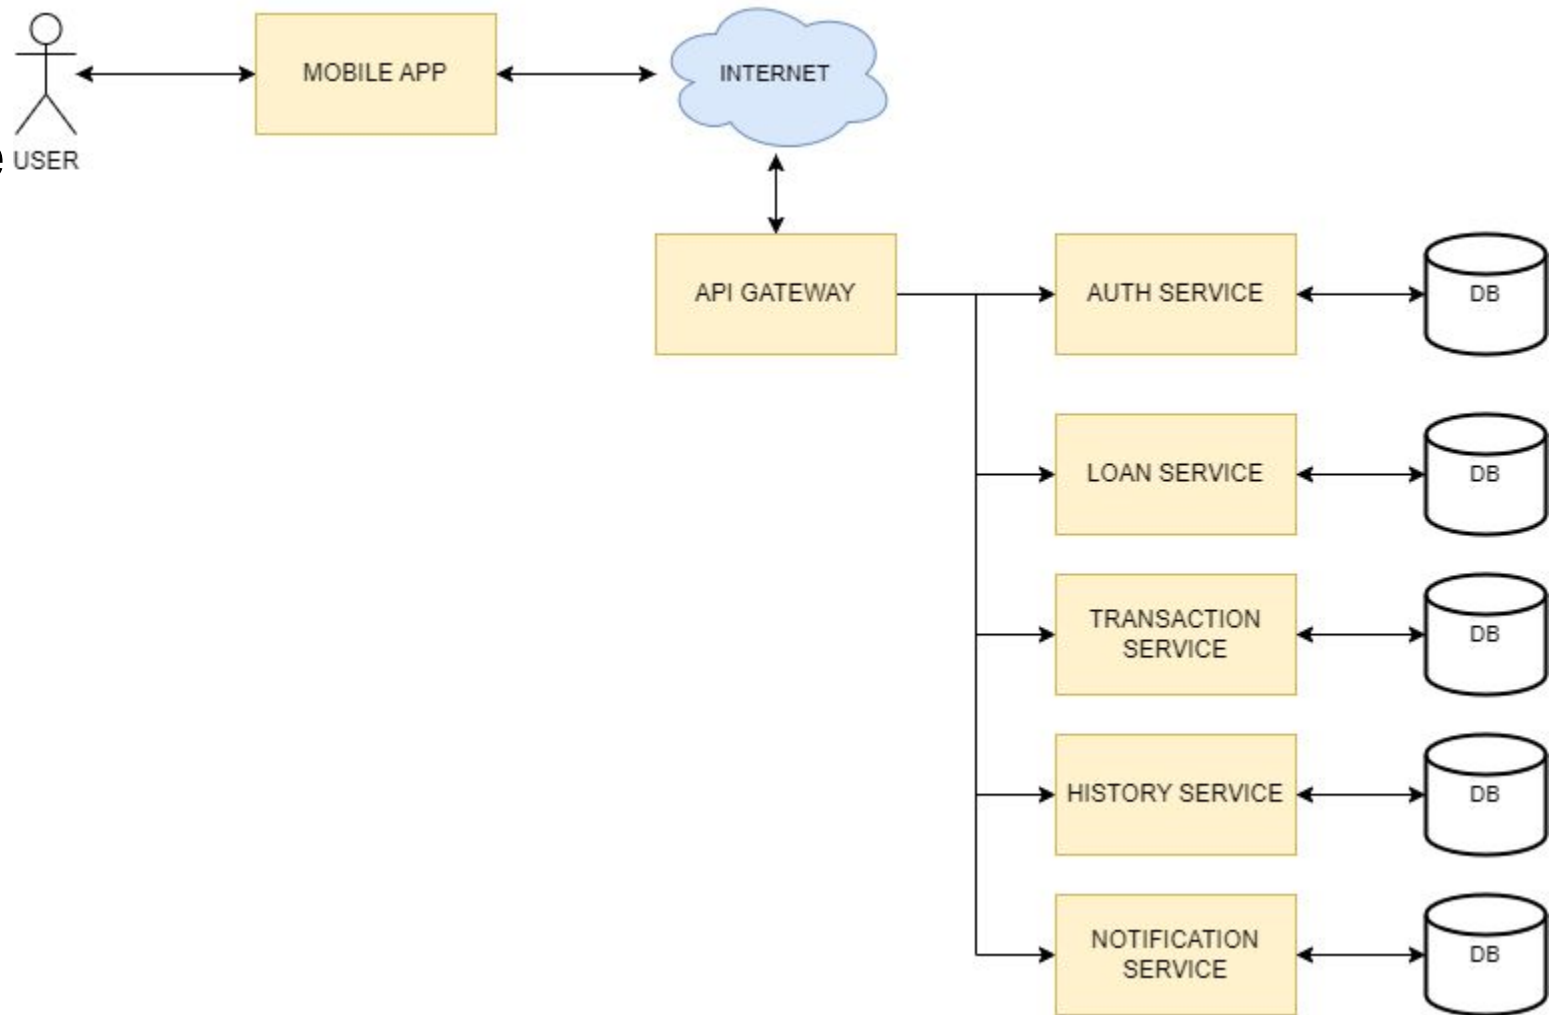 MOBILE APP
INTERNET
e
USER
API GATEWAY
AUTH SERVICE
DB
LOAN SERVICE
DB
TRANSACTION
SERVICE
DB
HISTORY SERVICE
DB
NOTIFICATION
SERVICE
DB